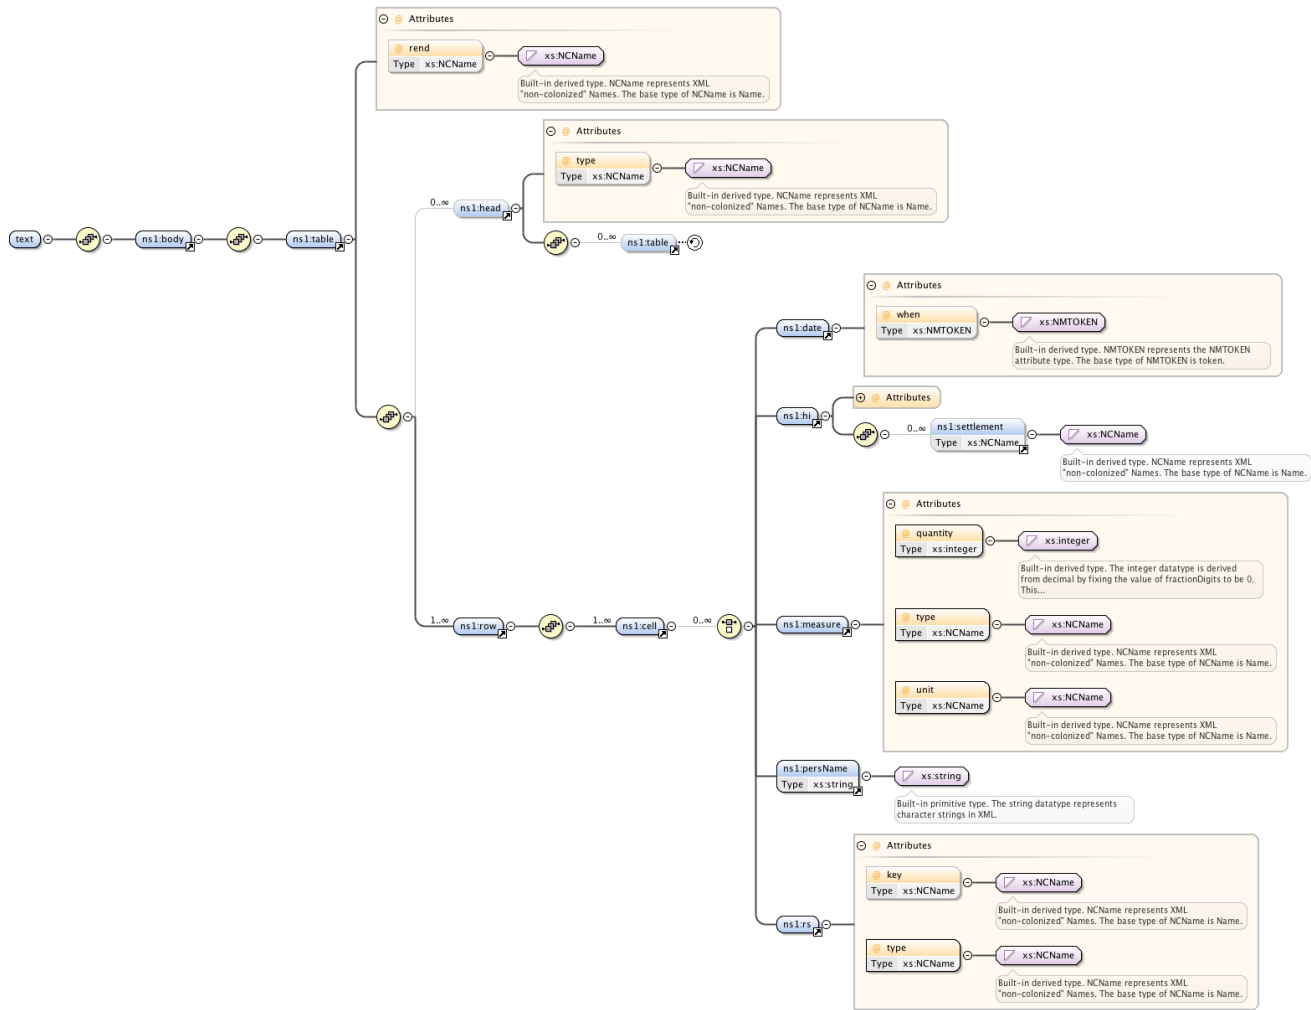 @ Attributes
@ rend
Type xs:NCName
xs:NCName
Built-in derived type. NCName represents XML
"non-colonized" Names. The base type of NCName is Name.
@ Attributes
@ type
Type xs:NCName
xs:NCName
Built-in derived type. NCName represents XML
"non-colonized" Names. The base type of NCName is Name.
0..∞
ns1:head
0..∞
ns1:table
text
ns1:body
ns1:table
@ Attributes
@ when
Type xs:NMTOKEN
xs:NMTOKEN
Built-in derived type. NMTOKEN represents the NMTOKEN
attribute type. The base type of NMTOKEN is token.
ns1:date
@ Attributes
ns1:hi
0..∞
ns1:settlement
Type xs:NCName
xs:NCName
Built-in derived type. NCName represents XML
"non-colonized" Names. The base type of NCName is Name.
@ Attributes
@ quantity
Type xs:integer
xs:integer
Built-in derived type. The integer datatype is derived
from decimal by fixing the value of fractionDigits to be 0.
This...
1..∞
ns1:row
1..∞
ns1:cell
0..∞
ns1:measure
@ type
Type xs:NCName
xs:NCName
Built-in derived type. NCName represents XML
"non-colonized" Names. The base type of NCName is Name.
@ unit
Type xs:NCName
xs:NCName
Built-in derived type. NCName represents XML
"non-colonized" Names. The base type of NCName is Name.
ns1:persName
Type xs:string
xs:string
Built-in primitive type. The string datatype represents
character strings in XML.
@ Attributes
@ key
Type xs:NCName
xs:NCName
Built-in derived type. NCName represents XML
"non-colonized" Names. The base type of NCName is Name.
ns1:rs
@ type
Type xs:NCName
xs:NCName
Built-in derived type. NCName represents XML
"non-colonized" Names. The base type of NCName is Name.